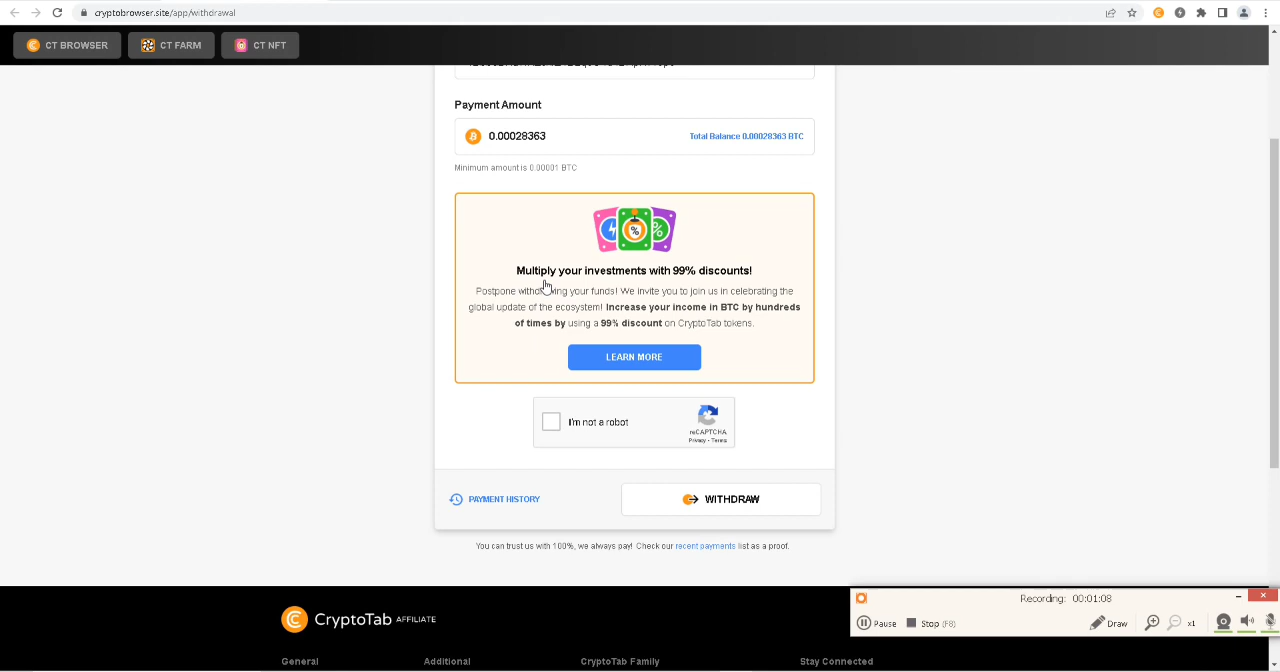 cryptobrowser.site/app/withdrawal
CT BROWSER
CT FARM
CT NFT
Payment Amount
0.00028363
Total Balance 0.00028363 BTC
Minimum amount is 0.00001 BTC
Multiply your investments with 99% discounts!
Postpone withdrawing your funds! We invite you to join us in celebrating the
global update of the ecosystem! Increase your income in BTC by hundreds
of times by using a 99% discount on CryptoTab tokens.
LEARN MORE
I'm not a robot
reCAPTCHA
Privacy - Terms
PAYMENT HISTORY
WITHDRAW
You can trust us with 100%, we always pay! Check our recent payments list as a proof.
Recording: 00:01:08
Pause
Stop (F8)
Draw
x1
CryptoTab AFFILIATE
General
Additional
CryptoTab Family
Stay Connected